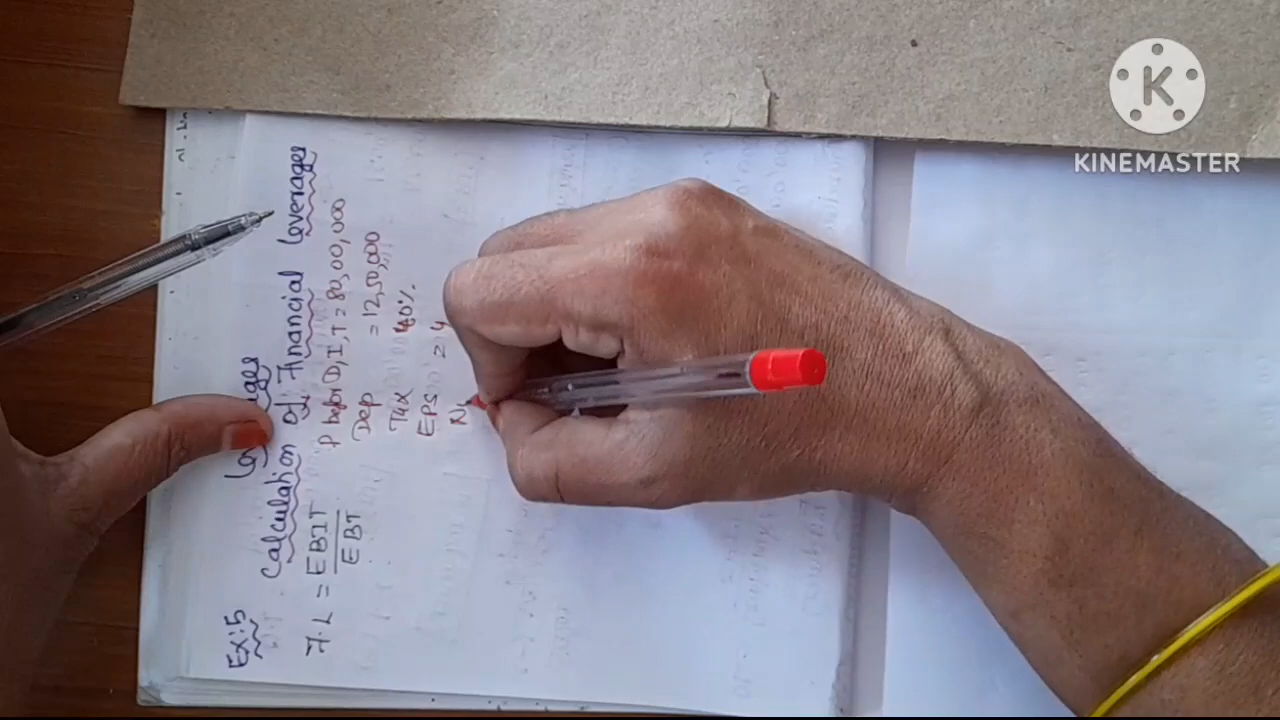 Ex:5
Calculation of Financial Leverages
F.L = EBIT
EBT
P before D,I,T = 80,00,000
Dep = 12,50,000
Tax 40%
EPS = 4
KINEMASTER